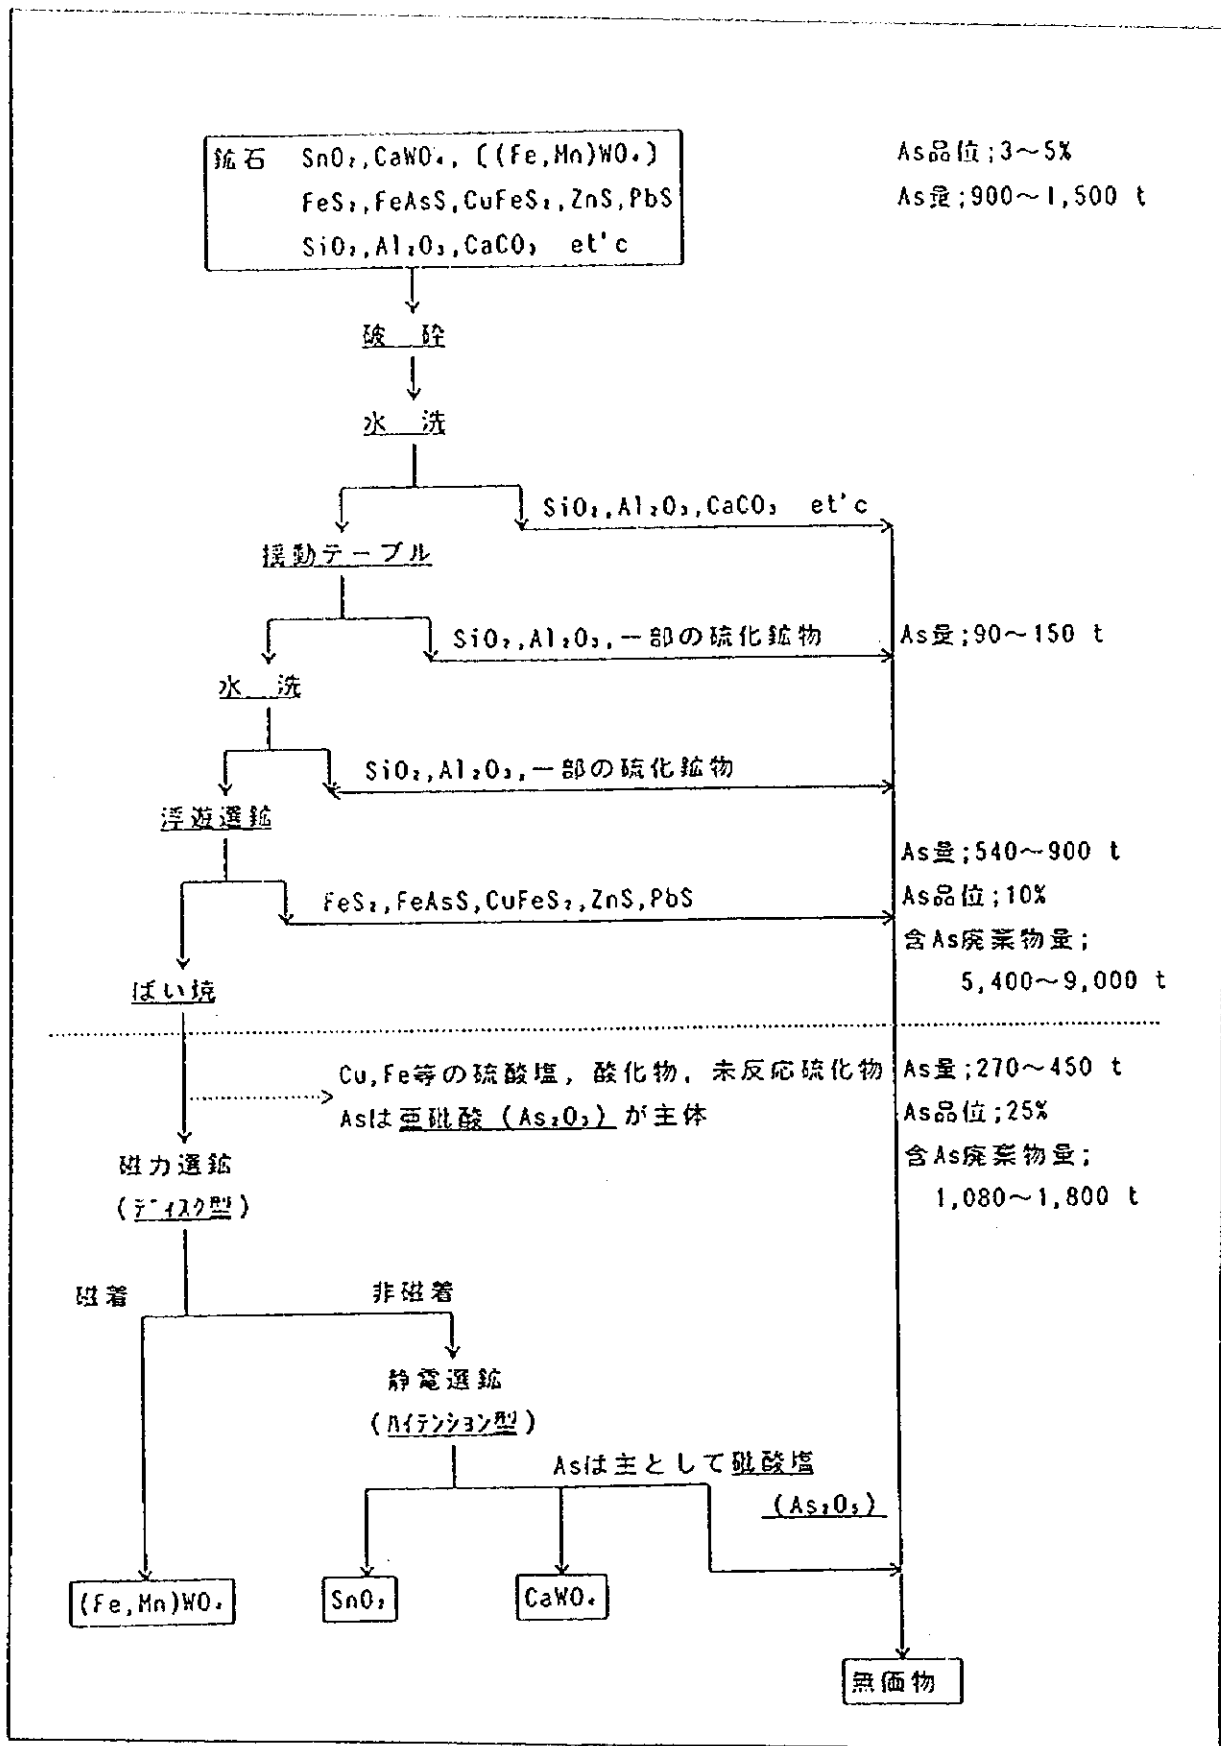 鉱石 SnO₂,CaWO₄,〔(Fe,Mn)WO₄〕
FeS₂,FeAsS,CuFeS₂,ZnS,PbS
SiO₂,Al₂O₃,CaCO₃ et'c
As品位;3～5%
As量;900～1,500 t
破 砕
水 洗
SiO₂,Al₂O₃,CaCO₃ et'c
揺動テーブル
SiO₂,Al₂O₃,一部の硫化鉱物
As量;90～150 t
水 洗
SiO₂,Al₂O₃,一部の硫化鉱物
浮遊選鉱
As量;540～900 t
FeS₂,FeAsS,CuFeS₂,ZnS,PbS
As品位;10%
含As廃棄物量;
5,400～9,000 t
ばい焼
Cu,Fe等の硫酸塩, 酸化物, 未反応硫化物
As量;270～450 t
Asは亜砒酸 (As₂O₃) が主体
As品位;25%
含As廃棄物量;
1,080～1,800 t
磁力選鉱
(ディスク型)
磁着
非磁着
静電選鉱
(ハイテンション型)
Asは主として砒酸塩
(As₂O₅)
(Fe,Mn)WO₄
SnO₂
CaWO₄
無価物